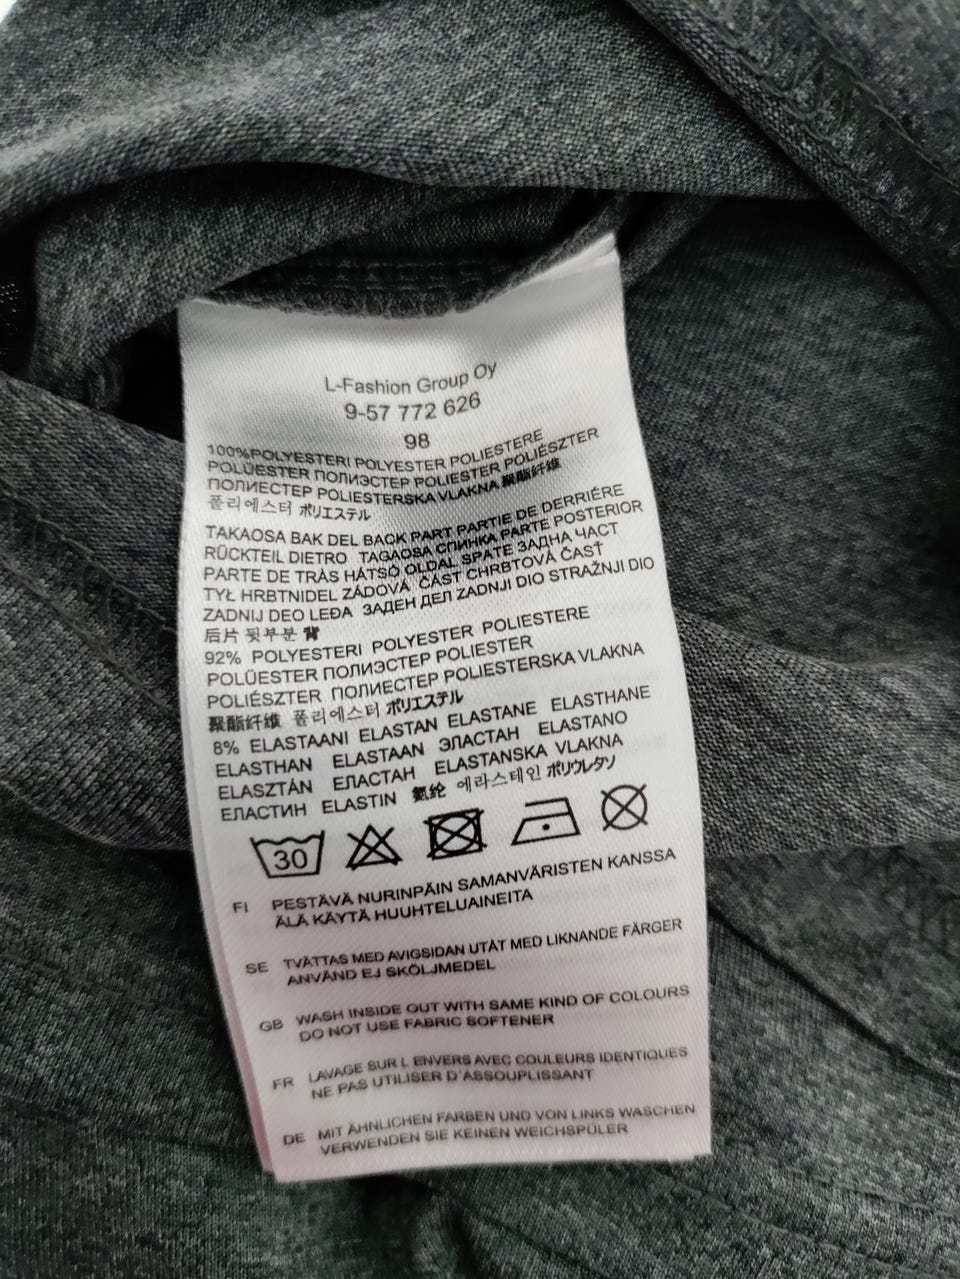 L-Fashion Group Oy
9-57 772 626
98
100%POLYESTERI POLYESTER POLIESTERE
POLÜESTER ПОЛИЭСТЕР POLIESTER POLIÉSZTER
ПОЛИЕСТЕР POLIESTERSKA VLAKNA 聚酯纤维
폴리에스터 ポリエステル
TAKAOSA BAK DEL BACK PART PARTIE DE DERRIÉRE
RÜCKTEIL DIETRO TAGAOSA СПИНКА PARTE POSTERIOR
PARTE DE TRÀS HÁTSÓ OLDAL SPATE ЗАДНА ЧАСТ
TYŁ HRBTNIDEL ZÁDOVÁ ČÁST CHRBTOVÁ ČASŤ
ZADNIJ DEO LEĐA ЗАДЕН ДЕЛ ZADNJI DIO STRAŽNJI DIO
后片 뒷부분 背
92% POLYESTERI POLYESTER POLIESTERE
POLÜESTER ПОЛИЭСТЕР POLIESTER
POLIÉSZTER ПОЛИЕСТЕР POLIESTERSKA VLAKNA
聚酯纤维 폴리에스터 ポリエステル
8% ELASTAANI ELASTAN ELASTANE ELASTHANE
ELASTHAN ELASTAAN ЭЛАСТАН ELASTANO
ELASZTÁN ЕЛАСТАН ELASTANSKA VLAKNA
ЕЛАСТИН ELASTIN 氨纶 에라스테인 ポリウレタン
30
FI PESTÄVÄ NURINPÄIN SAMANVÄRISTEN KANSSA
ÄLÄ KÄYTÄ HUUHTELUAINEITA
SE TVÄTTAS MED AVIGSIDAN UTÅT MED LIKNANDE FÄRGER
ANVÄND EJ SKÖLJMEDEL
GB WASH INSIDE OUT WITH SAME KIND OF COLOURS
DO NOT USE FABRIC SOFTENER
FR LAVAGE SUR L ENVERS AVEC COULEURS IDENTIQUES
NE PAS UTILISER D'ASSOUPLISSANT
DE MIT ÄHNLICHEN FARBEN UND VON LINKS WASCHEN
VERWENDEN SIE KEINEN WEICHSPÜLER